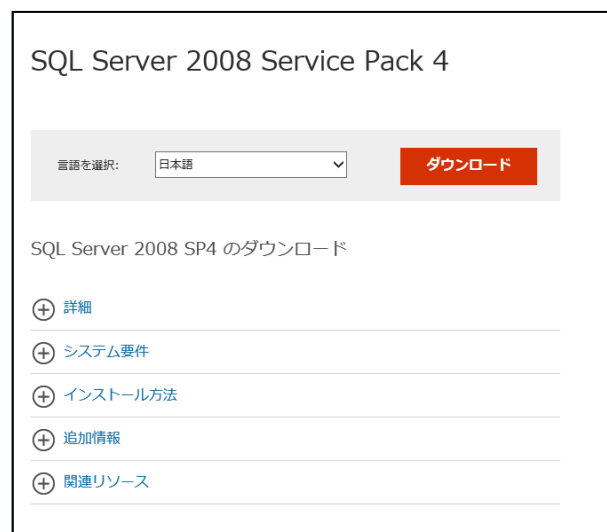 SQL Server 2008 Service Pack 4
言語を選択: 日本語 ダウンロード
SQL Server 2008 SP4 のダウンロード
詳細
システム要件
インストール方法
追加情報
関連リソース